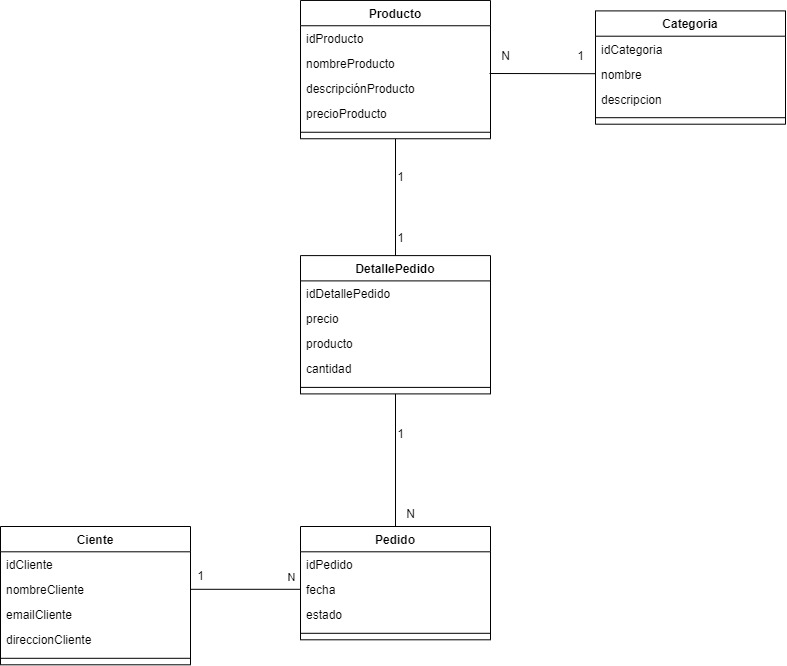 Producto
idProducto
nombreProducto
descripciónProducto
precioProducto
N
1
Categoria
idCategoria
nombre
descripcion
1
1
DetallePedido
idDetallePedido
precio
producto
cantidad
1
N
Ciente
idCliente
nombreCliente
emailCliente
direccionCliente
1
N
Pedido
idPedido
fecha
estado